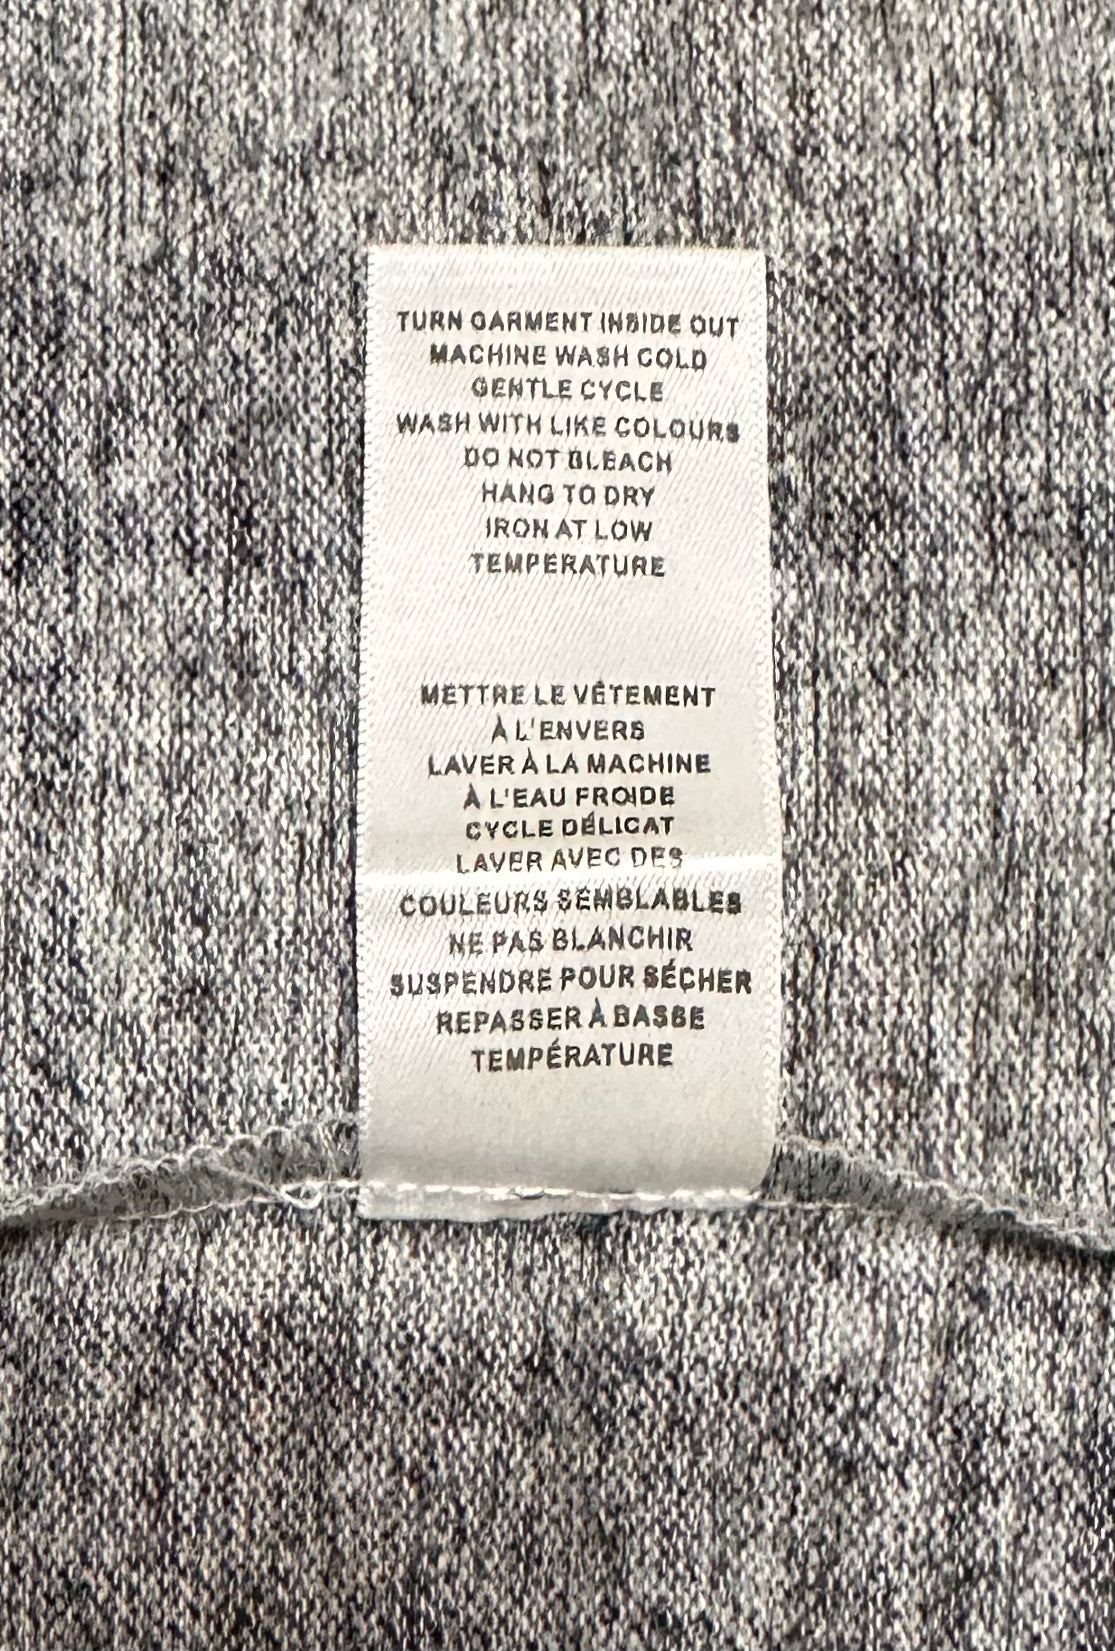 TURN GARMENT INSIDE OUT
MACHINE WASH COLD
GENTLE CYCLE
WASH WITH LIKE COLOURS
DO NOT BLEACH
HANG TO DRY
IRON AT LOW
TEMPERATURE
METTRE LE VÊTEMENT
À L'ENVERS
LAVER À LA MACHINE
À L'EAU FROIDE
CYCLE DÉLICAT
LAVER AVEC DES
COULEURS SEMBLABLES
NE PAS BLANCHIR
SUSPENDRE POUR SÉCHER
REPASSER À BASSE
TEMPÉRATURE